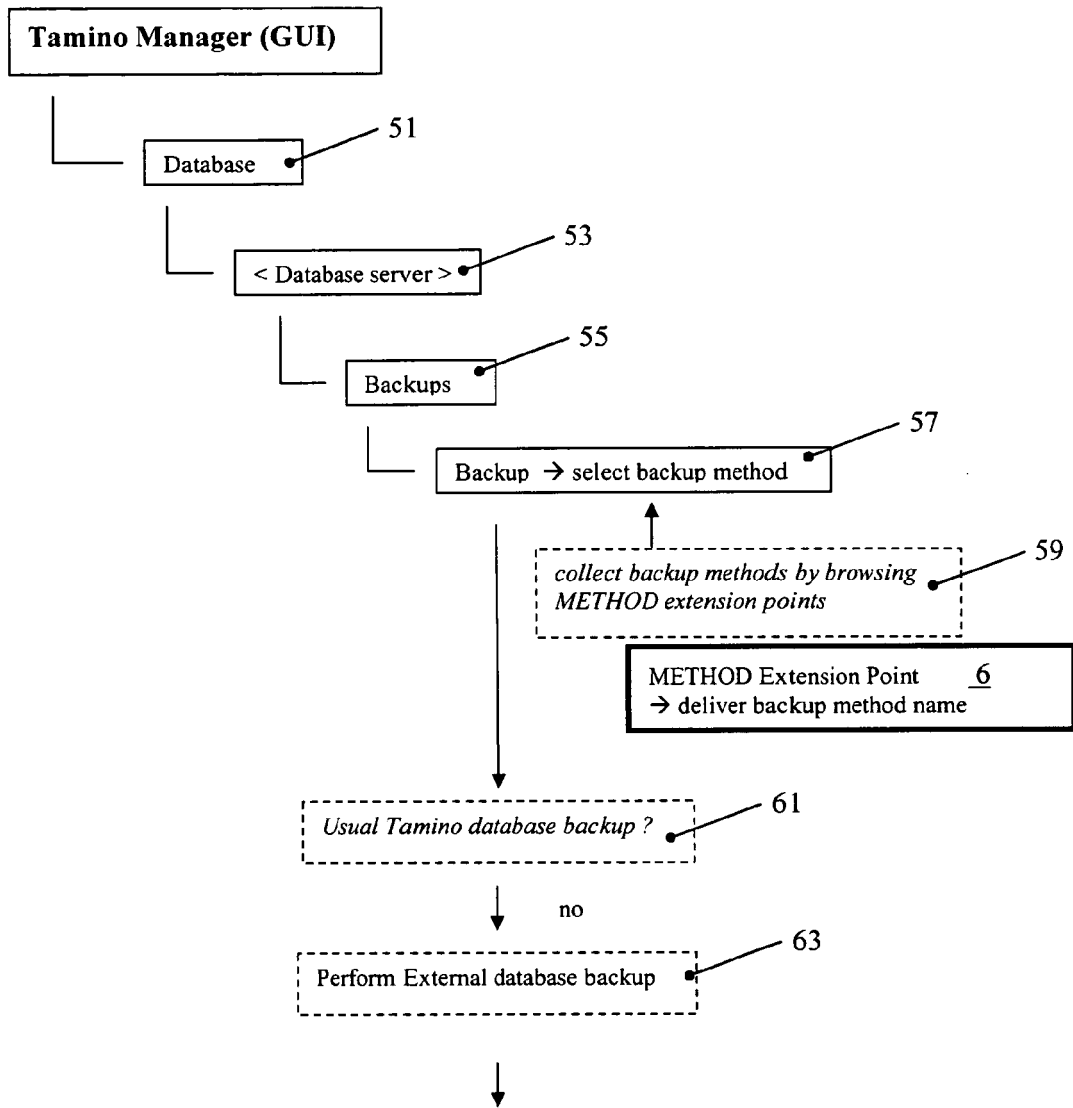 Tamino Manager (GUI)
51
Database
53
< Database server >
55
Backups
57
Backup → select backup method
59
collect backup methods by browsing
METHOD extension points
METHOD Extension Point 6
→ deliver backup method name
61
Usual Tamino database backup ?
no
63
Perform External database backup